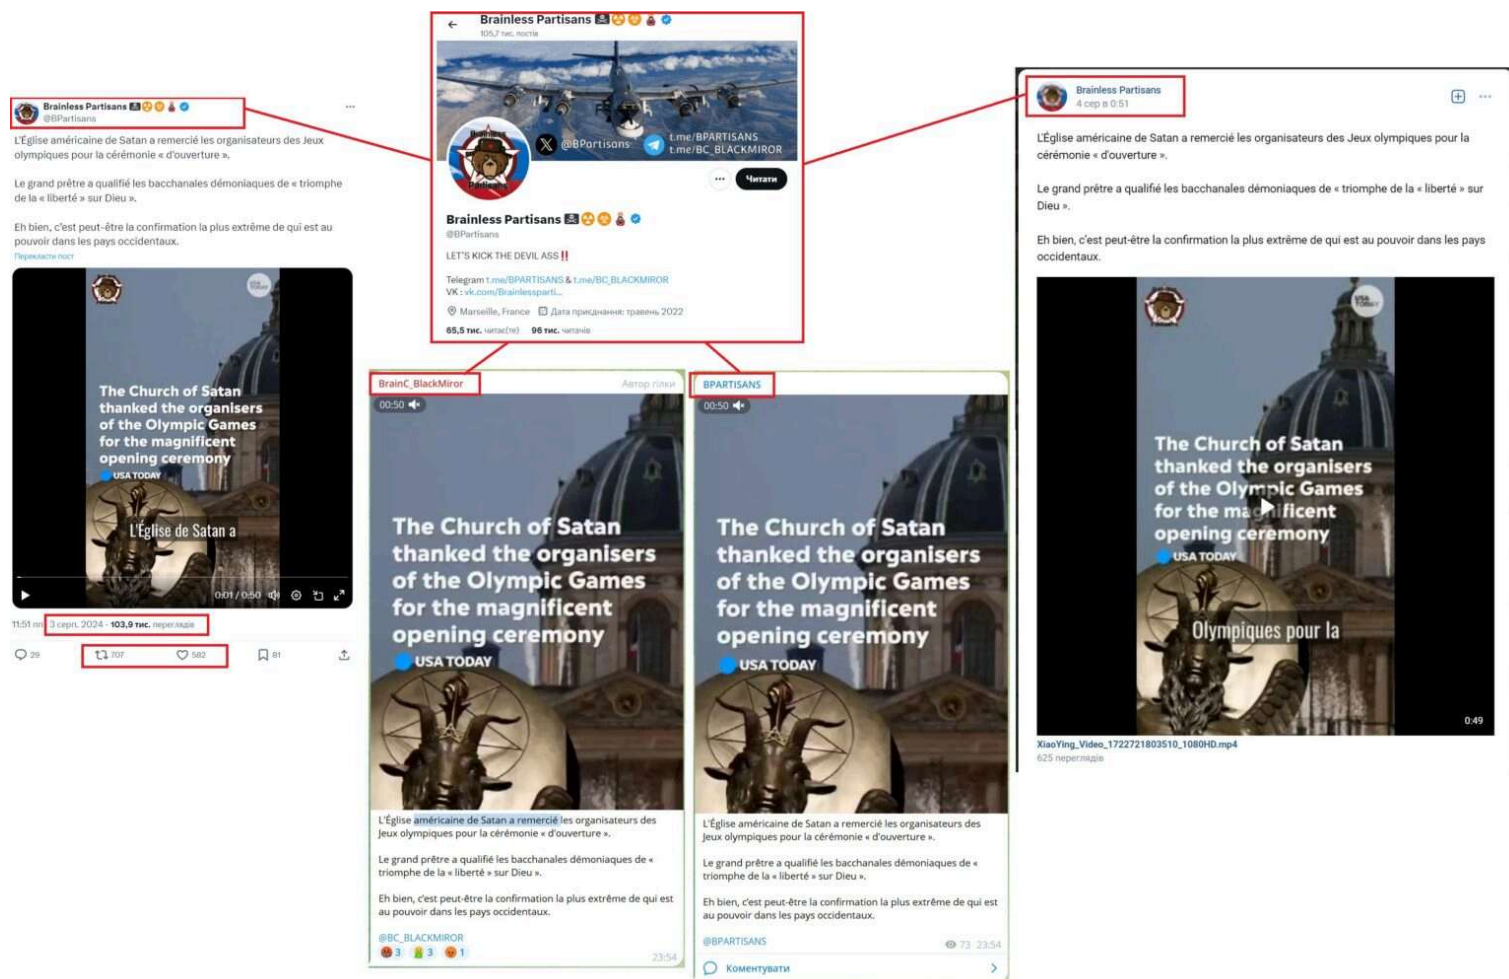 Brainless Partisans
@BPartisans
L'Église américaine de Satan a remercié les organisateurs des Jeux
olympiques pour la cérémonie « d'ouverture ».
Le grand prêtre a qualifié les bacchanales démoniaques de « triomphe
de la « liberté » sur Dieu ».
Eh bien, c'est peut-être la confirmation la plus extrême de qui est au
pouvoir dans les pays occidentaux.
Перекласти пост
USA
TODAY
The Church of Satan
thanked the organisers
of the Olympic Games
for the magnificent
opening ceremony
USA TODAY
L'Église de Satan a
0:01 / 0:50
11:51 пп
3 серп. 2024 · 103,9 тис. переглядів
29
707
582
81
Brainless Partisans
105,7 тис. постів
Brainless
Partisans
@BPartisans
t.me/BPARTISANS
t.me/BC_BLACKMIROR
Читати
Brainless Partisans
@BPartisans
LET'S KICK THE DEVIL ASS ‼
Telegram t.me/BPARTISANS & t.me/BC_BLACKMIROR
VK : vk.com/Brainlessparti...
Marseille, France Дата приєднання: травень 2022
65,5 тис. читає(те) 96 тис. читачів
BrainC_BlackMiror
Автор гілки
00:50
The Church of Satan
thanked the organisers
of the Olympic Games
for the magnificent
opening ceremony
USA TODAY
L'Église américaine de Satan a remercié les organisateurs des
Jeux olympiques pour la cérémonie « d'ouverture ».
Le grand prêtre a qualifié les bacchanales démoniaques de «
triomphe de la « liberté » sur Dieu ».
Eh bien, c'est peut-être la confirmation la plus extrême de qui est
au pouvoir dans les pays occidentaux.
@BC_BLACKMIROR
3 3 1
23:54
BPARTISANS
00:50
The Church of Satan
thanked the organisers
of the Olympic Games
for the magnificent
opening ceremony
USA TODAY
L'Église américaine de Satan a remercié les organisateurs des
Jeux olympiques pour la cérémonie « d'ouverture ».
Le grand prêtre a qualifié les bacchanales démoniaques de «
triomphe de la « liberté » sur Dieu ».
Eh bien, c'est peut-être la confirmation la plus extrême de qui est
au pouvoir dans les pays occidentaux.
@BPARTISANS
73 23:54
Коментувати
Brainless Partisans
4 сер в 0:51
L'Église américaine de Satan a remercié les organisateurs des Jeux olympiques pour la
cérémonie « d'ouverture ».
Le grand prêtre a qualifié les bacchanales démoniaques de « triomphe de la « liberté » sur
Dieu ».
Eh bien, c'est peut-être la confirmation la plus extrême de qui est au pouvoir dans les pays
occidentaux.
USA
TODAY
The Church of Satan
thanked the organisers
of the Olympic Games
for the magnificent
opening ceremony
USA TODAY
Olympiques pour la
0:49
XiaoYing_Video_1722721803510_1080HD.mp4
625 переглядів